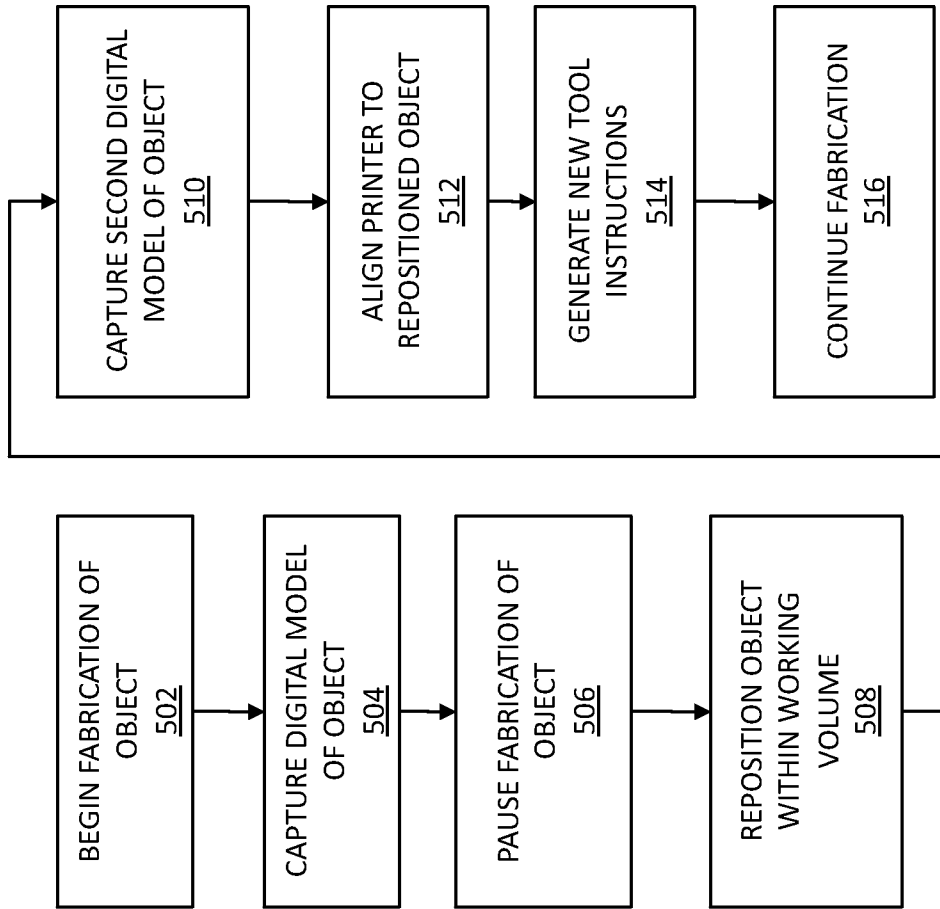 BEGIN FABRICATION OF
OBJECT
502
CAPTURE DIGITAL MODEL
OF OBJECT
504
PAUSE FABRICATION OF
OBJECT
506
REPOSITION OBJECT
WITHIN WORKING
VOLUME
508
CAPTURE SECOND DIGITAL
MODEL OF OBJECT
510
ALIGN PRINTER TO
REPOSITIONED OBJECT
512
GENERATE NEW TOOL
INSTRUCTIONS
514
CONTINUE FABRICATION
516